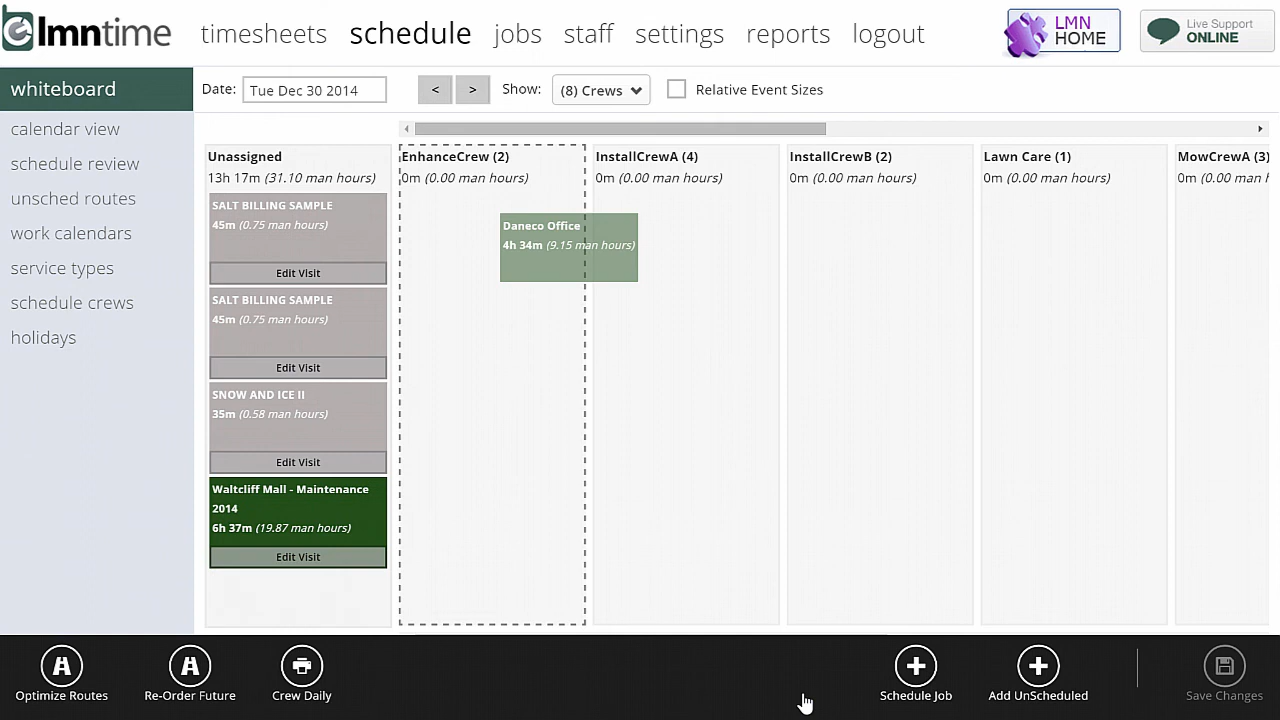 lmntime
timesheets schedule jobs staff settings reports logout
LMN
HOME
Live Support
ONLINE
whiteboard
calendar view
schedule review
unsched routes
work calendars
service types
schedule crews
holidays
Date: Tue Dec 30 2014 < > Show: (8) Crews Relative Event Sizes
Unassigned
13h 17m (31.10 man hours)
SALT BILLING SAMPLE
45m (0.75 man hours)
Edit Visit
SALT BILLING SAMPLE
45m (0.75 man hours)
Edit Visit
SNOW AND ICE II
35m (0.58 man hours)
Edit Visit
Waltcliff Mall - Maintenance
2014
6h 37m (19.87 man hours)
Edit Visit
EnhanceCrew (2)
0m (0.00 man hours)
Daneco Office
4h 34m (9.15 man hours)
InstallCrewA (4)
0m (0.00 man hours)
InstallCrewB (2)
0m (0.00 man hours)
Lawn Care (1)
0m (0.00 man hours)
MowCrewA (3)
0m (0.00 man h
Optimize Routes
Re-Order Future
Crew Daily
Schedule Job
Add UnScheduled
Save Changes